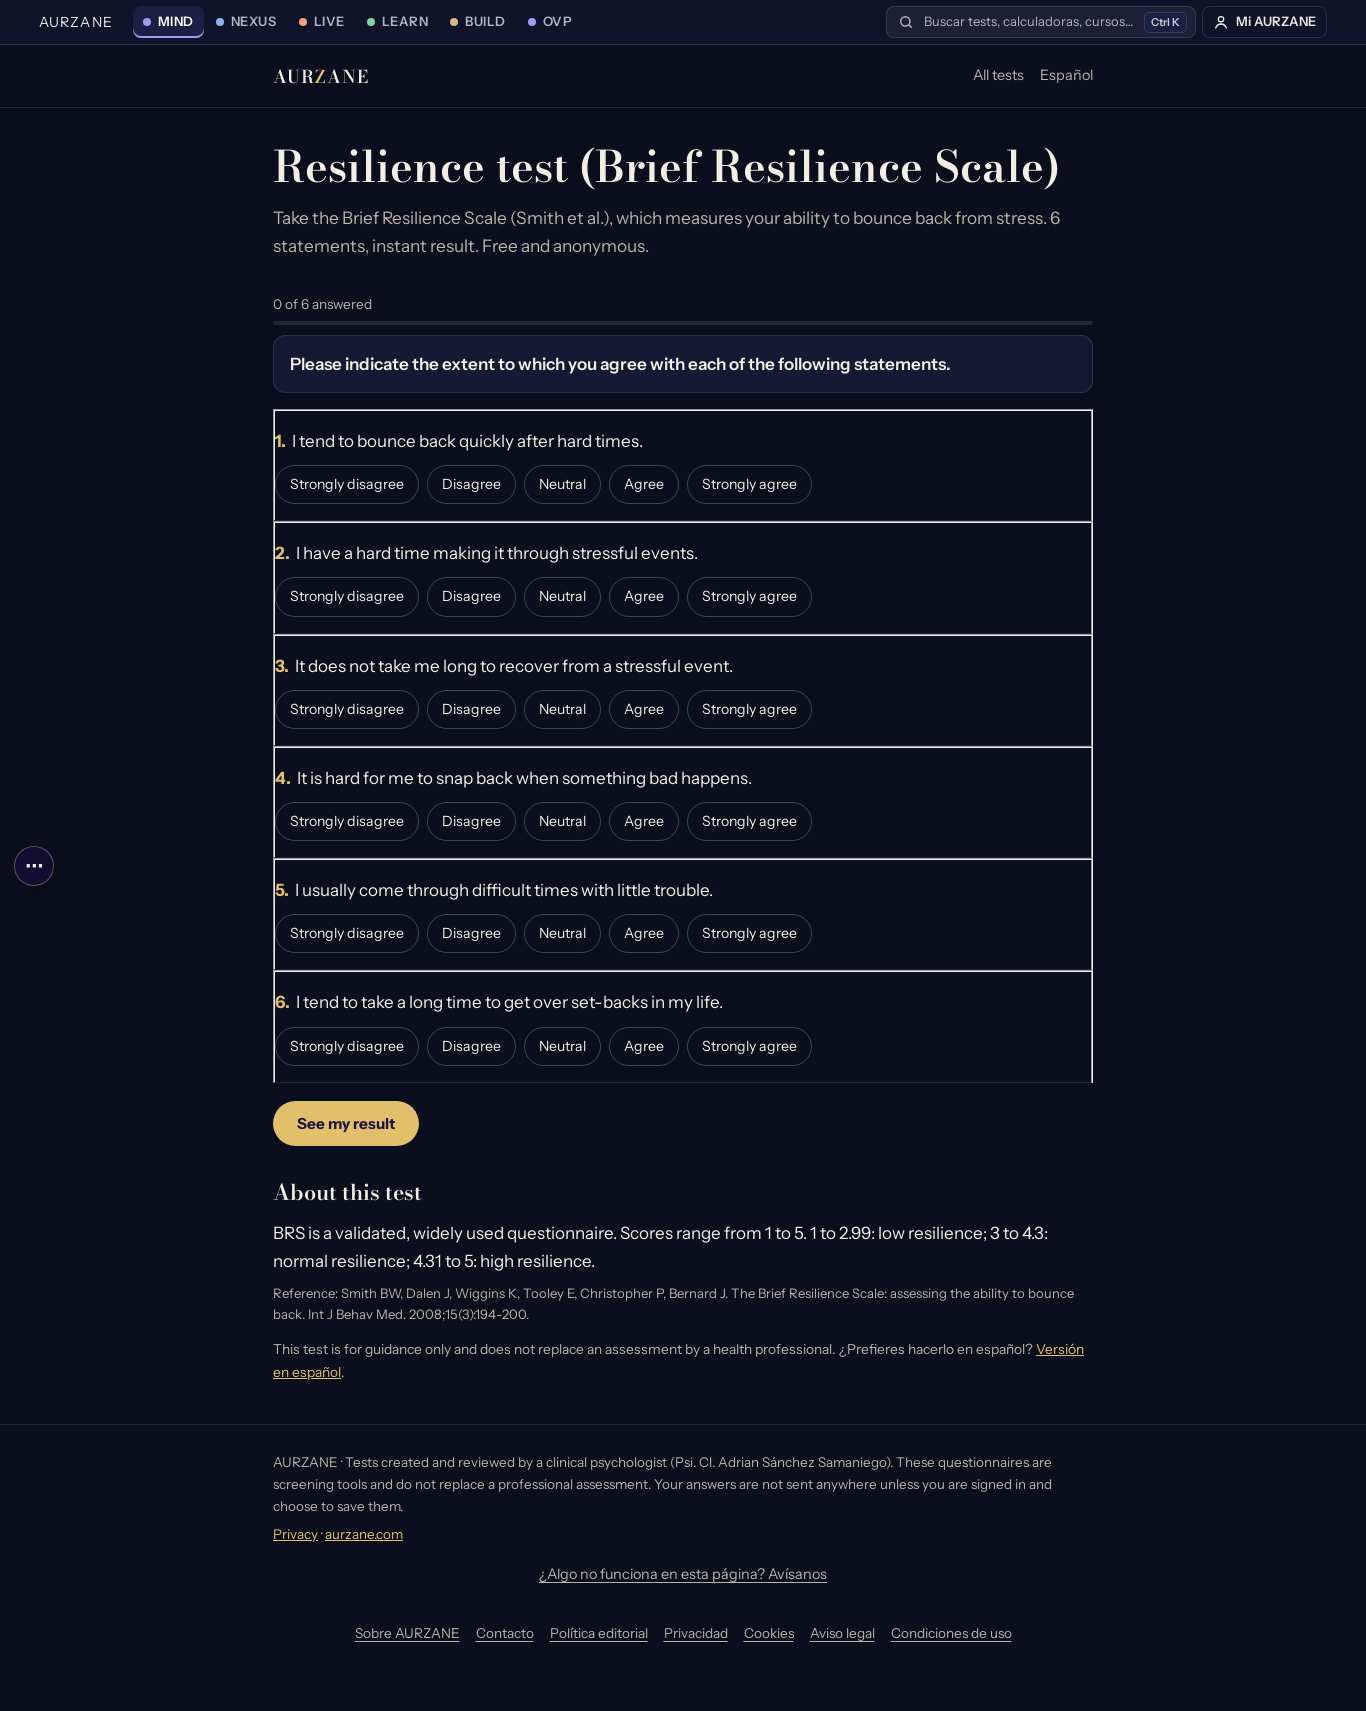 AURZANE MIND NEXUS LIVE LEARN BUILD OVP Buscar tests, calculadoras, cursos... Ctrl K Mi AURZANE
AURZANE All tests Español
Resilience test (Brief Resilience Scale)
Take the Brief Resilience Scale (Smith et al.), which measures your ability to bounce back from stress. 6
statements, instant result. Free and anonymous.
0 of 6 answered
Please indicate the extent to which you agree with each of the following statements.
1. I tend to bounce back quickly after hard times.
Strongly disagree Disagree Neutral Agree Strongly agree
2. I have a hard time making it through stressful events.
Strongly disagree Disagree Neutral Agree Strongly agree
3. It does not take me long to recover from a stressful event.
Strongly disagree Disagree Neutral Agree Strongly agree
4. It is hard for me to snap back when something bad happens.
Strongly disagree Disagree Neutral Agree Strongly agree
5. I usually come through difficult times with little trouble.
Strongly disagree Disagree Neutral Agree Strongly agree
6. I tend to take a long time to get over set-backs in my life.
Strongly disagree Disagree Neutral Agree Strongly agree
See my result
About this test
BRS is a validated, widely used questionnaire. Scores range from 1 to 5. 1 to 2.99: low resilience; 3 to 4.3:
normal resilience; 4.31 to 5: high resilience.
Reference: Smith BW, Dalen J, Wiggins K, Tooley E, Christopher P, Bernard J. The Brief Resilience Scale: assessing the ability to bounce
back. Int J Behav Med. 2008;15(3):194-200.
This test is for guidance only and does not replace an assessment by a health professional. ¿Prefieres hacerlo en español? Versión
en español.
AURZANE · Tests created and reviewed by a clinical psychologist (Psi. Cl. Adrian Sánchez Samaniego). These questionnaires are
screening tools and do not replace a professional assessment. Your answers are not sent anywhere unless you are signed in and
choose to save them.
Privacy · aurzane.com
¿Algo no funciona en esta página? Avísanos
Sobre AURZANE Contacto Política editorial Privacidad Cookies Aviso legal Condiciones de uso